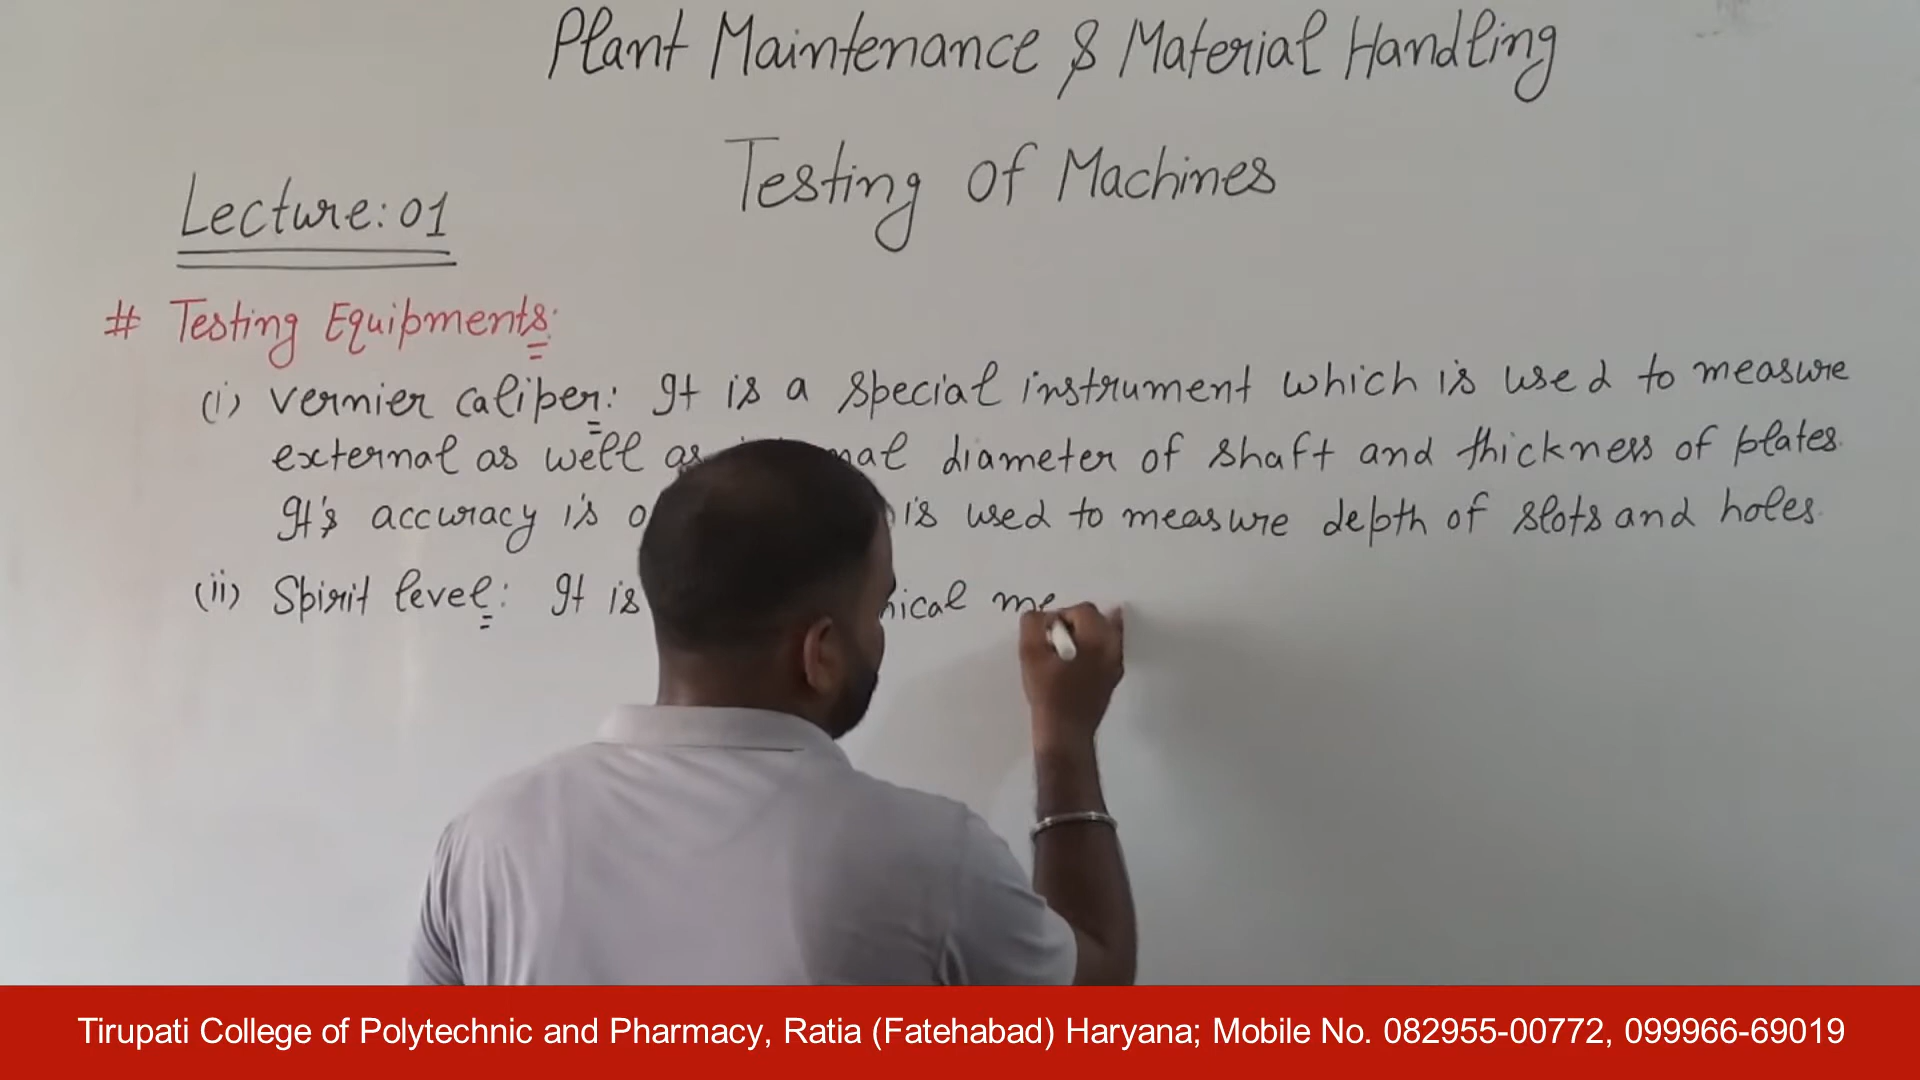 Plant Maintenance & Material Handling
Testing of Machines
Lecture: 01
# Testing Equipments:
(i) Vernier caliper: It is a special instrument which is used to measure
external as well as diameter of shaft and thickness of plates.
It's accuracy is is used to measure depth of slots and holes.
(ii) Spirit level: It is
Tirupati College of Polytechnic and Pharmacy, Ratia (Fatehabad) Haryana; Mobile No. 082955-00772, 099966-69019